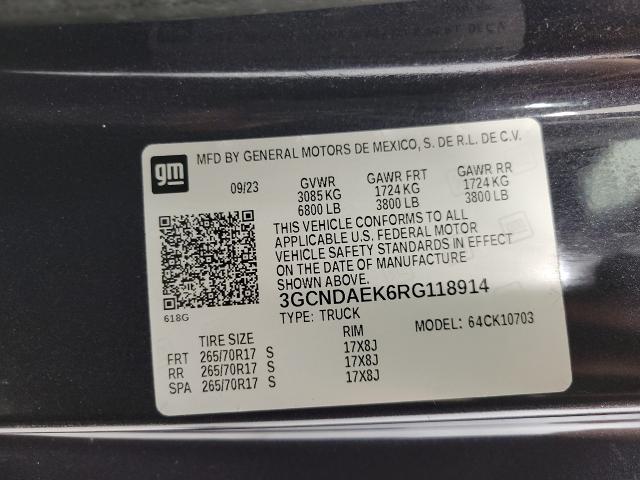 gm
MFD BY GENERAL MOTORS DE MEXICO, S. DE R.L. DE C.V.
09/23 GVWR GAWR FRT GAWR RR
3085 KG 1724 KG 1724 KG
6800 LB 3800 LB 3800 LB
THIS VEHICLE CONFORMS TO ALL
APPLICABLE U.S. FEDERAL MOTOR
VEHICLE SAFETY STANDARDS IN EFFECT
ON THE DATE OF MANUFACTURE
SHOWN ABOVE.
3GCNDAEK6RG118914
618G
TYPE: TRUCK MODEL: 64CK10703
TIRE SIZE RIM
FRT 265/70R17 S 17X8J
RR 265/70R17 S 17X8J
SPA 265/70R17 S 17X8J